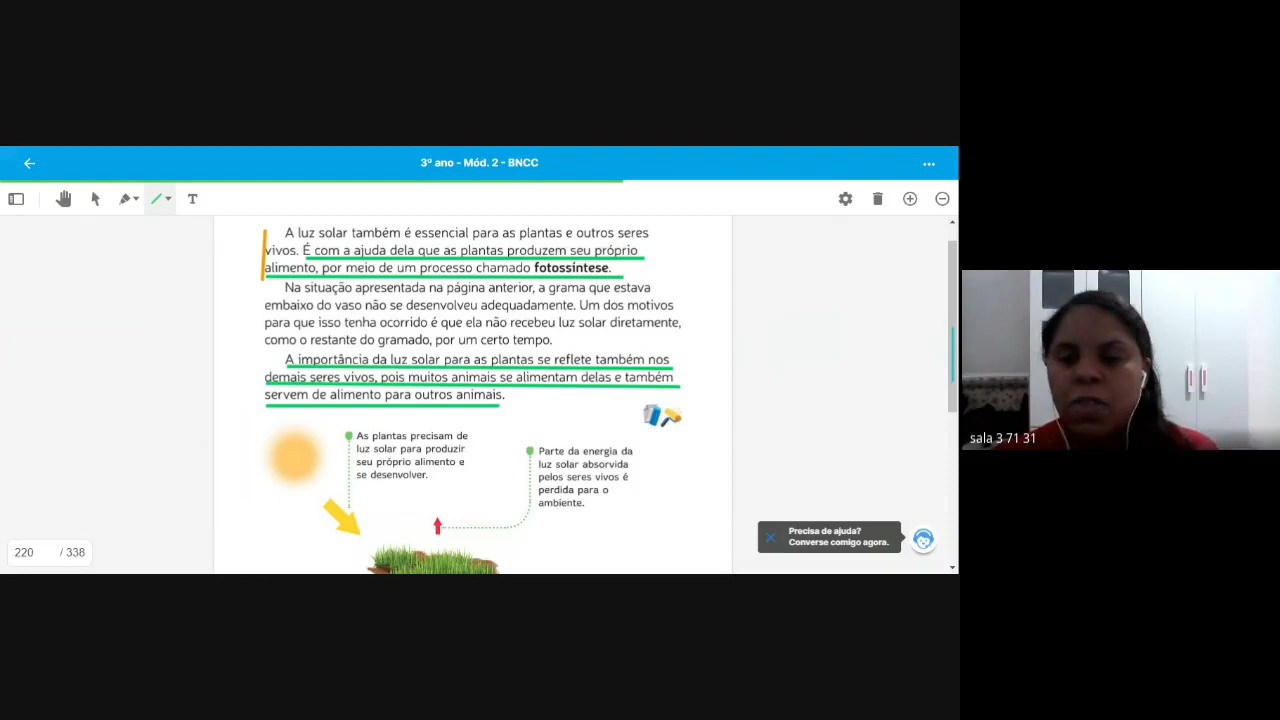 3º ano - Mód. 2 - BNCC
A luz solar também é essencial para as plantas e outros seres
vivos. É com a ajuda dela que as plantas produzem seu próprio
alimento, por meio de um processo chamado fotossíntese.
Na situação apresentada na página anterior, a grama que estava
embaixo do vaso não se desenvolveu adequadamente. Um dos motivos
para que isso tenha ocorrido é que ela não recebeu luz solar diretamente,
como o restante do gramado, por um certo tempo.
A importância da luz solar para as plantas se reflete também nos
demais seres vivos, pois muitos animais se alimentam delas e também
servem de alimento para outros animais.
As plantas precisam de
luz solar para produzir
seu próprio alimento e
se desenvolver.
Parte da energia da
luz solar absorvida
pelos seres vivos é
perdida para o
ambiente.
Precisa de ajuda?
Converse comigo agora.
220 / 338
sala 3 71 31